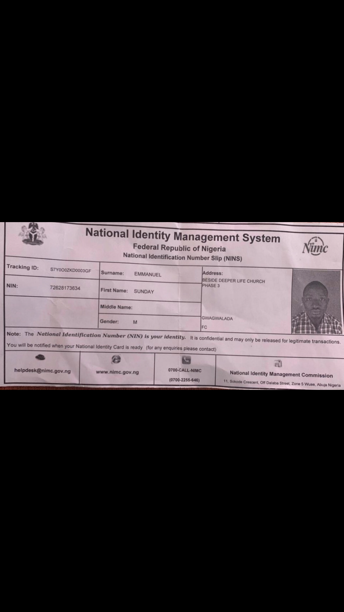 National Identity Management System
Federal Republic of Nigeria
National Identification Number Slip (NINS)
Nimc
Tracking ID:
Surname: EMMANUEL
Address:
BESIDE DEEPER LIFE CHURCH
PHASE 3
NIN: 72628173834
First Name: SUNDAY
Middle Name:
GWAGWALADA
Gender: M
FC
Note: The National Identification Number (NIN) is your identity. It is confidential and may only be released for legitimate transactions.
You will be notified when your National Identity Card is ready (for any enquiries please contact)
helpdesk@nimc.gov.ng
www.nimc.gov.ng
0700-CALL-NIMC
National Identity Management Commission
11, Sokode Crescent, Off Dalaba Street, Zone 5 Wuse, Abuja Nigeria